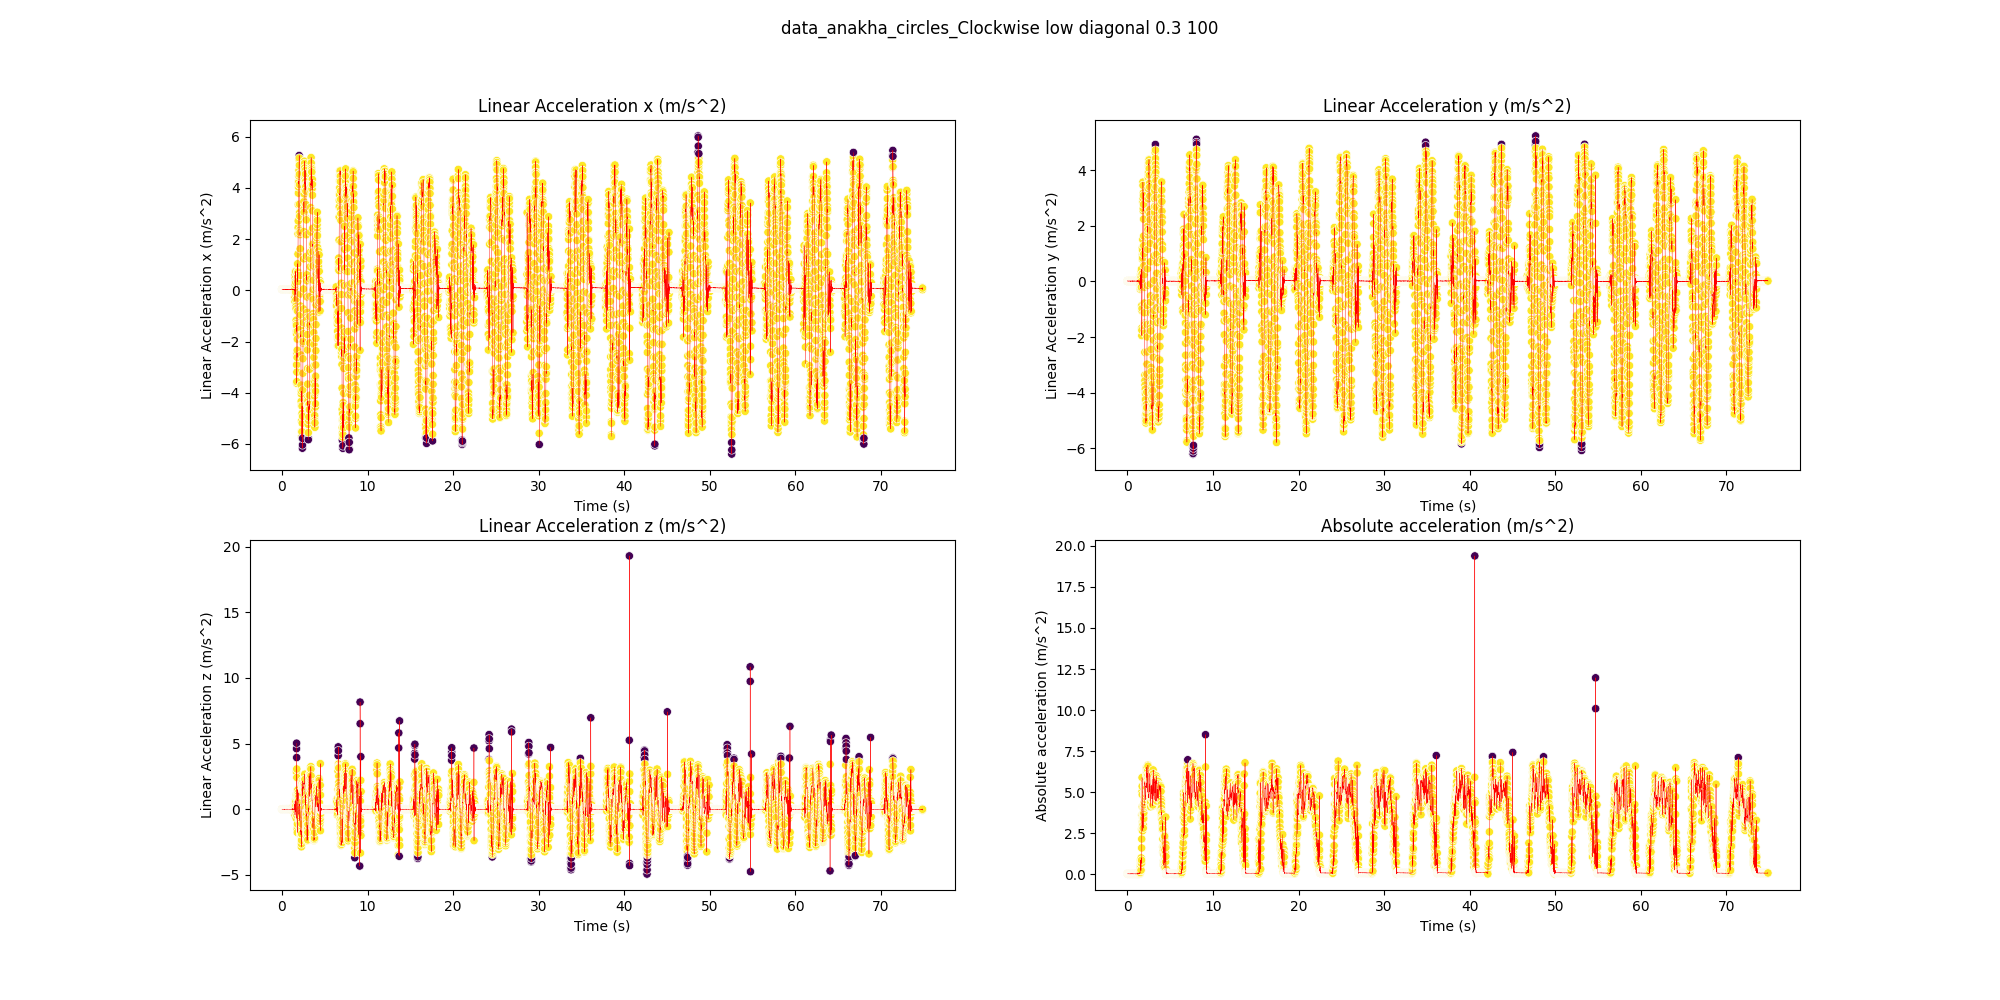 data_anakha_circles_Clockwise low diagonal 0.3 100
Linear Acceleration x (m/s^2)
Linear Acceleration x (m/s^2)
6
4
2
0
−2
−4
−6
0 10 20 30 40 50 60 70
Time (s)
Linear Acceleration y (m/s^2)
Linear Acceleration y (m/s^2)
4
2
0
−2
−4
−6
0 10 20 30 40 50 60 70
Time (s)
Linear Acceleration z (m/s^2)
Linear Acceleration z (m/s^2)
20
15
10
5
0
−5
0 10 20 30 40 50 60 70
Time (s)
Absolute acceleration (m/s^2)
Absolute acceleration (m/s^2)
20.0
17.5
15.0
12.5
10.0
7.5
5.0
2.5
0.0
0 10 20 30 40 50 60 70
Time (s)